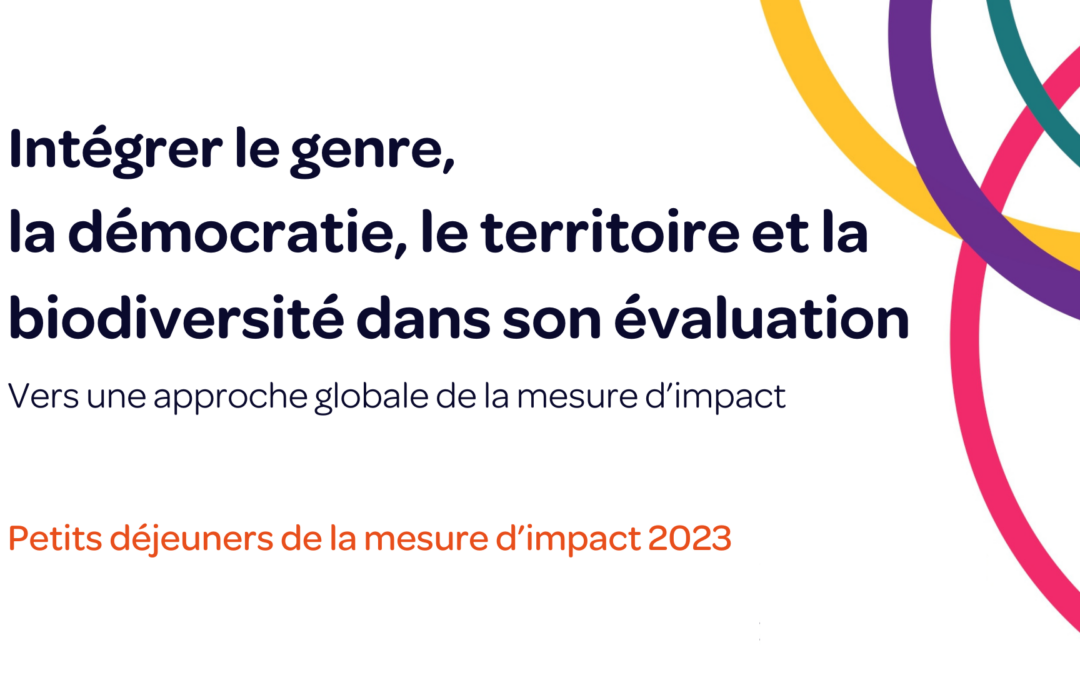 Intégrer le genre,
la démocratie, le territoire et la
biodiversité dans son évaluation
Vers une approche globale de la mesure d’impact
Petits déjeuners de la mesure d’impact 2023